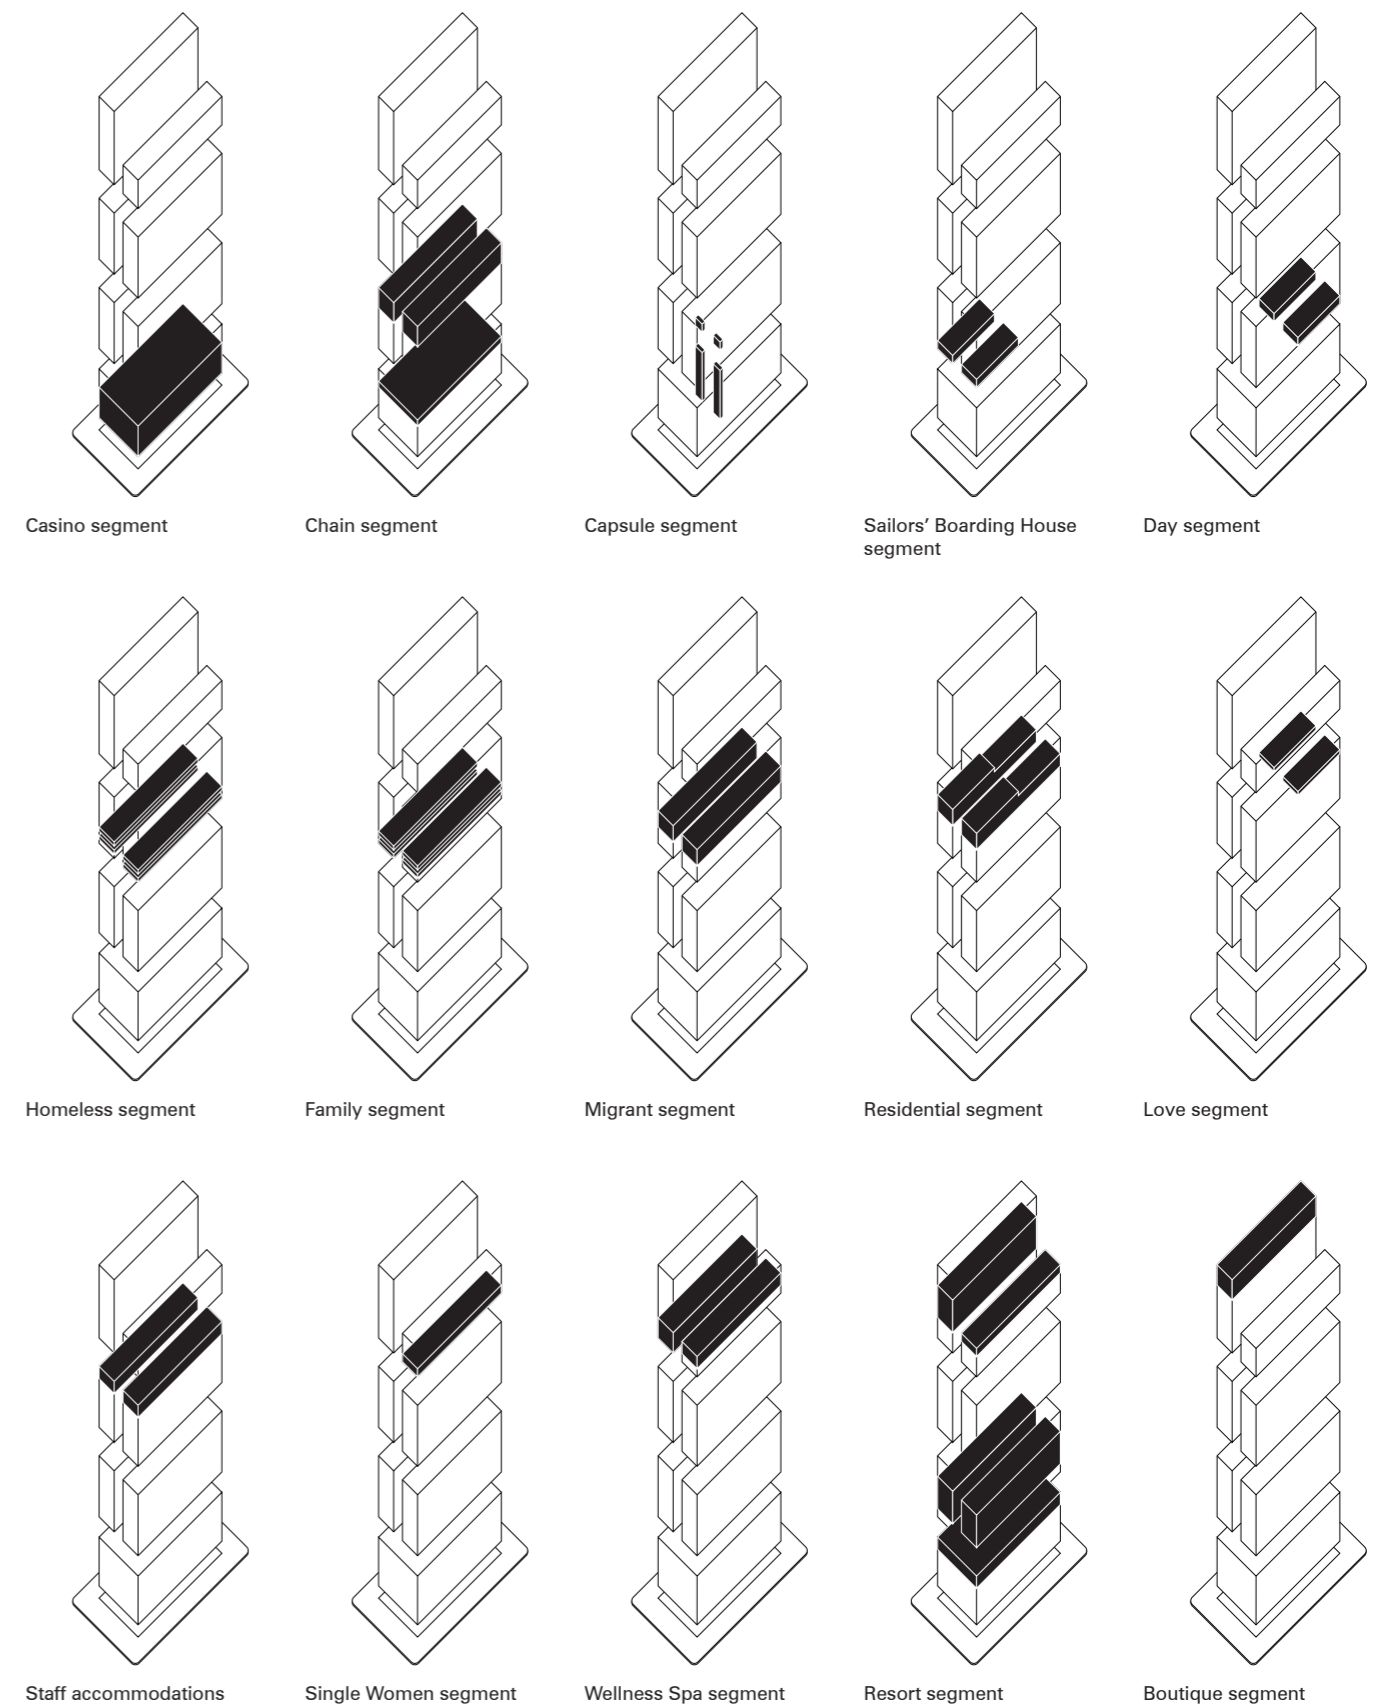 Casino segment
Chain segment
Capsule segment
Sailors’ Boarding House
segment
Day segment
Homeless segment
Family segment
Migrant segment
Residential segment
Love segment
Staff accommodations
Single Women segment
Wellness Spa segment
Resort segment
Boutique segment